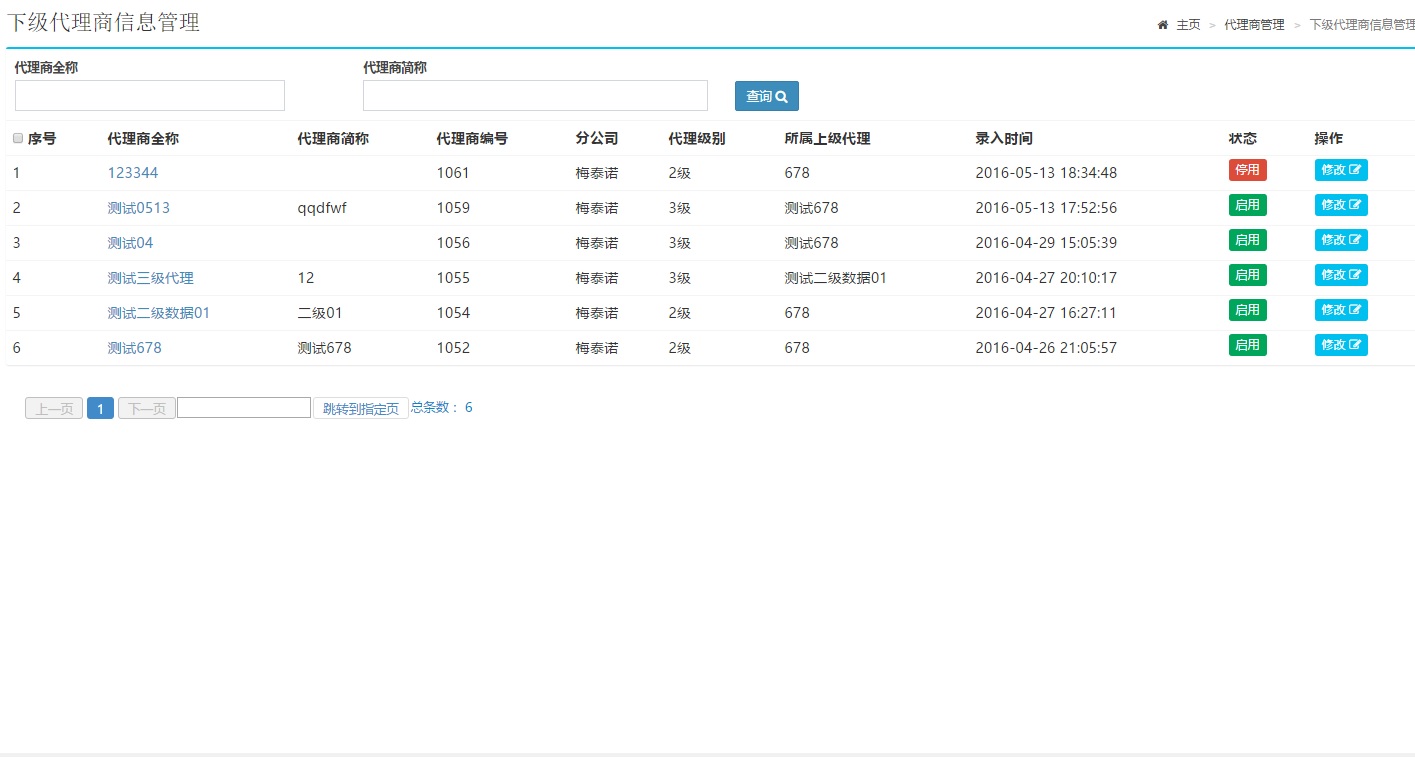 下级代理商信息管理
主页 > 代理商管理 > 下级代理商信息管理
代理商全称 代理商简称
查询
序号 代理商全称 代理商简称 代理商编号 分公司 代理级别 所属上级代理 录入时间 状态 操作
1 123344 1061 梅泰诺 2级 678 2016-05-13 18:34:48 停用 修改
2 测试0513 qqdfwf 1059 梅泰诺 3级 测试678 2016-05-13 17:52:56 启用 修改
3 测试04 1056 梅泰诺 3级 测试678 2016-04-29 15:05:39 启用 修改
4 测试三级代理 12 1055 梅泰诺 3级 测试二级数据01 2016-04-27 20:10:17 启用 修改
5 测试二级数据01 二级01 1054 梅泰诺 2级 678 2016-04-27 16:27:11 启用 修改
6 测试678 测试678 1052 梅泰诺 2级 678 2016-04-26 21:05:57 启用 修改
上一页 1 下一页 跳转到指定页 总条数： 6